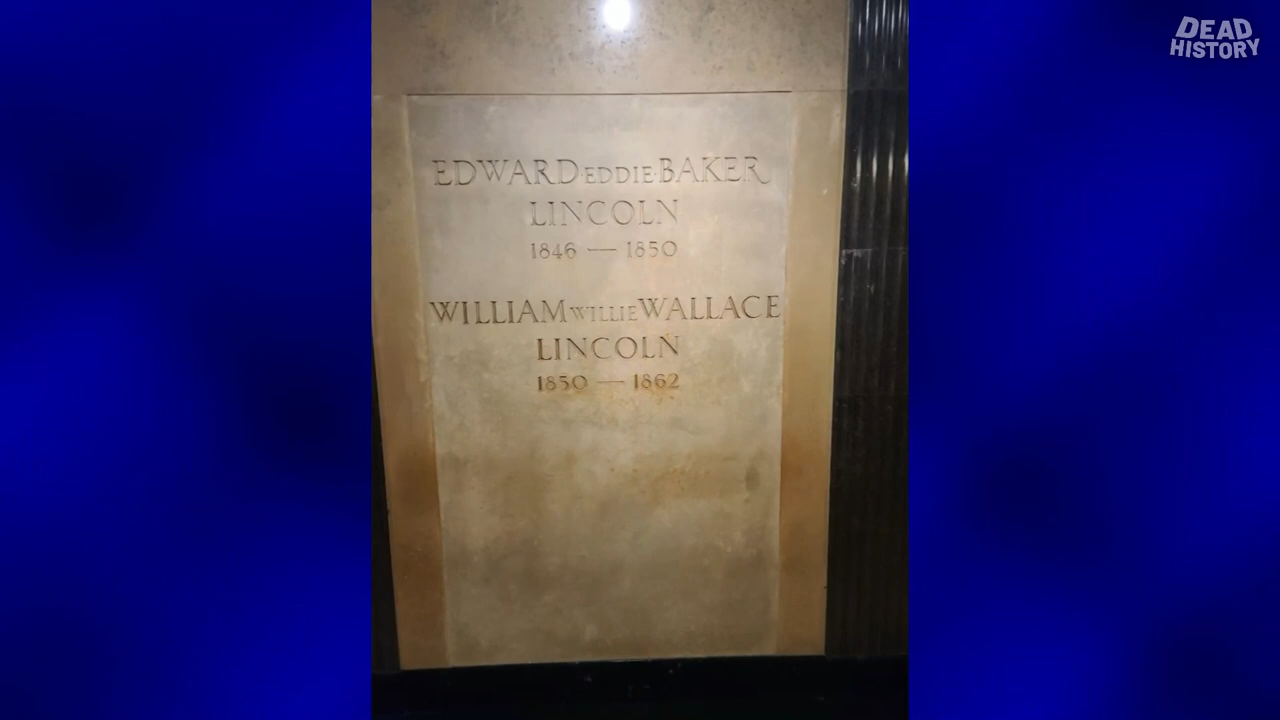 DEAD
HISTORY
EDWARD·EDDIE·BAKER
LINCOLN
1846 — 1850
WILLIAM WILLIE WALLACE
LINCOLN
1850 — 1862